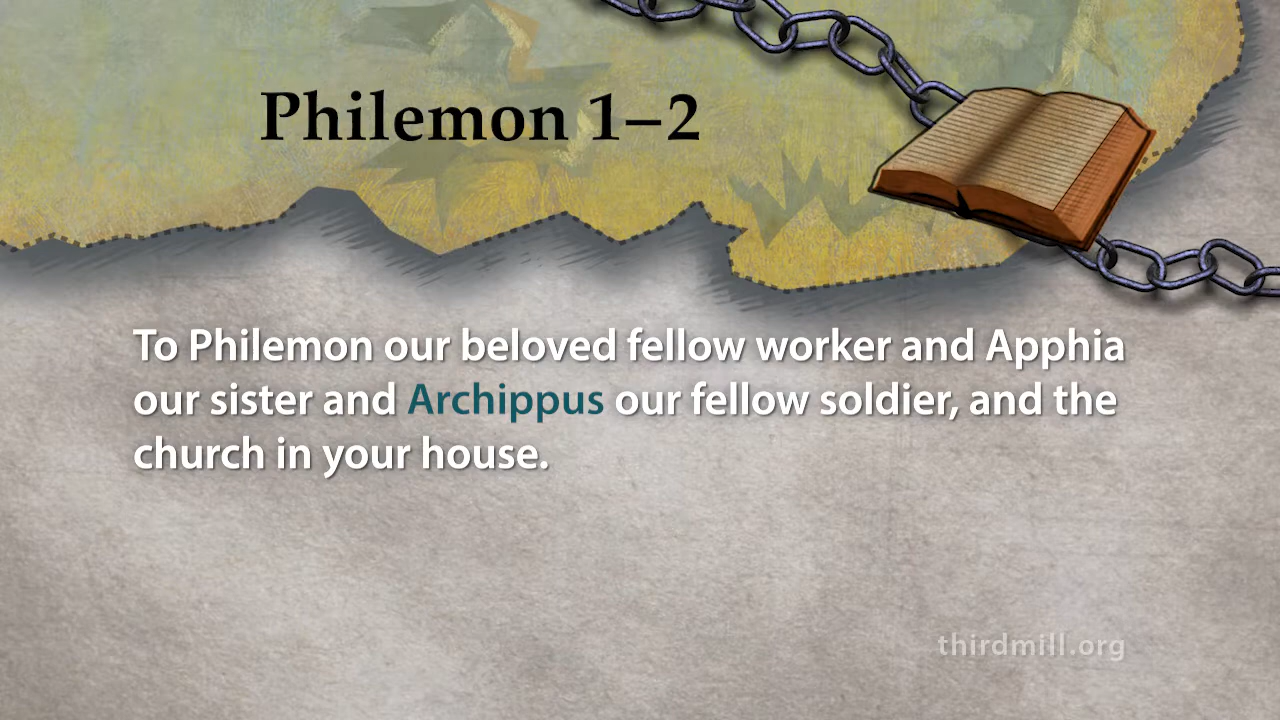 Philemon 1–2
To Philemon our beloved fellow worker and Apphia
our sister and Archippus our fellow soldier, and the
church in your house.
thirdmill.org